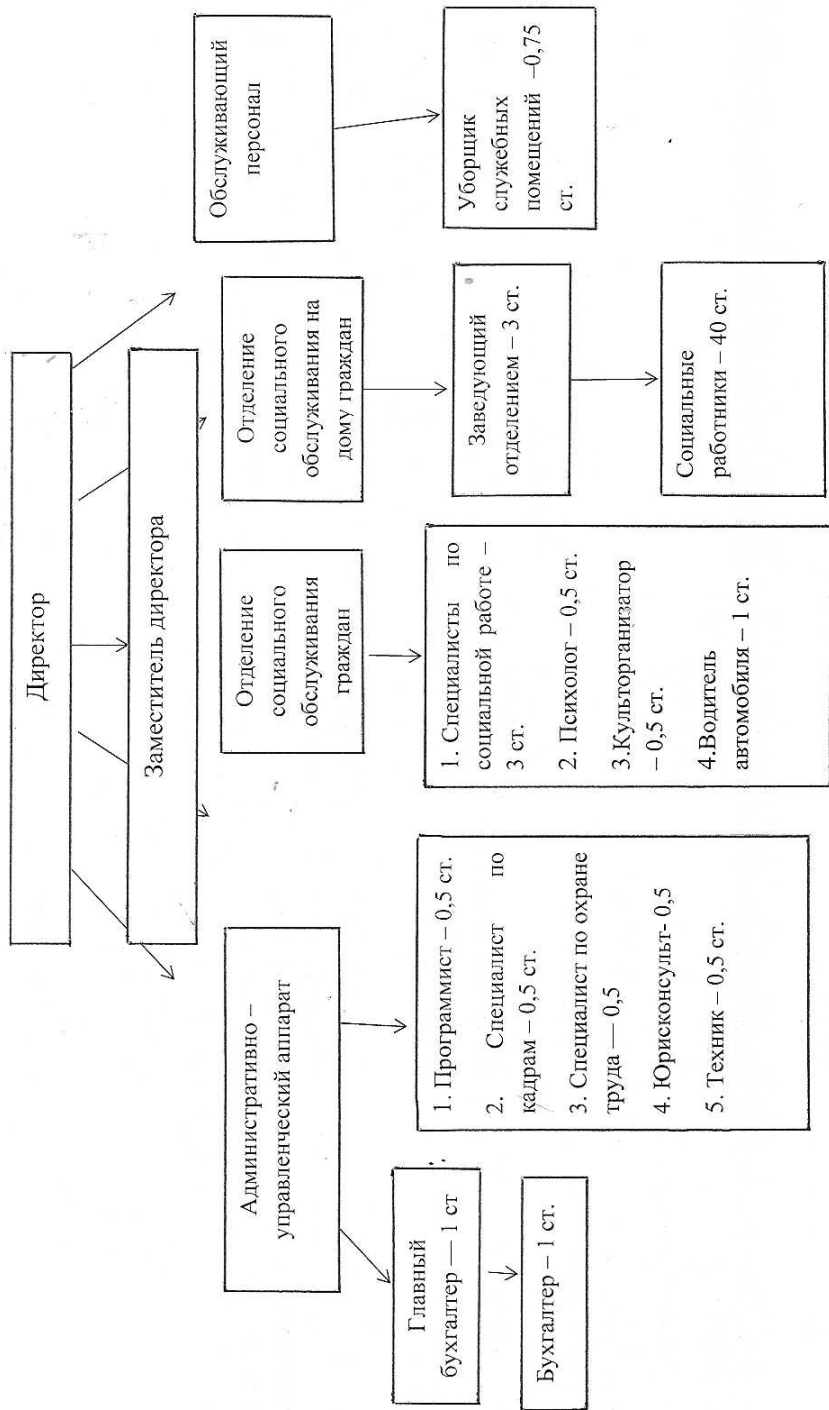 Директор
Заместитель директора
Административно –
управленческий аппарат
Отделение
социального
обслуживания
граждан
Отделение
социального
обслуживания на
дому граждан
Обслуживающий
персонал
Главный
бухгалтер — 1 ст
Бухгалтер – 1 ст.
1. Программист – 0,5 ст.
2. Специалист по
кадрам – 0,5 ст.
3. Специалист по охране
труда — 0,5
4. Юрисконсульт- 0,5
5. Техник – 0,5 ст.
1. Специалисты по
социальной работе –
3 ст.
2. Психолог – 0,5 ст.
3.Культорганизатор
– 0,5 ст.
4.Водитель
автомобиля – 1 ст.
Заведующий
отделением – 3 ст.
Социальные
работники – 40 ст.
Уборщик
служебных
помещений –0,75
ст.